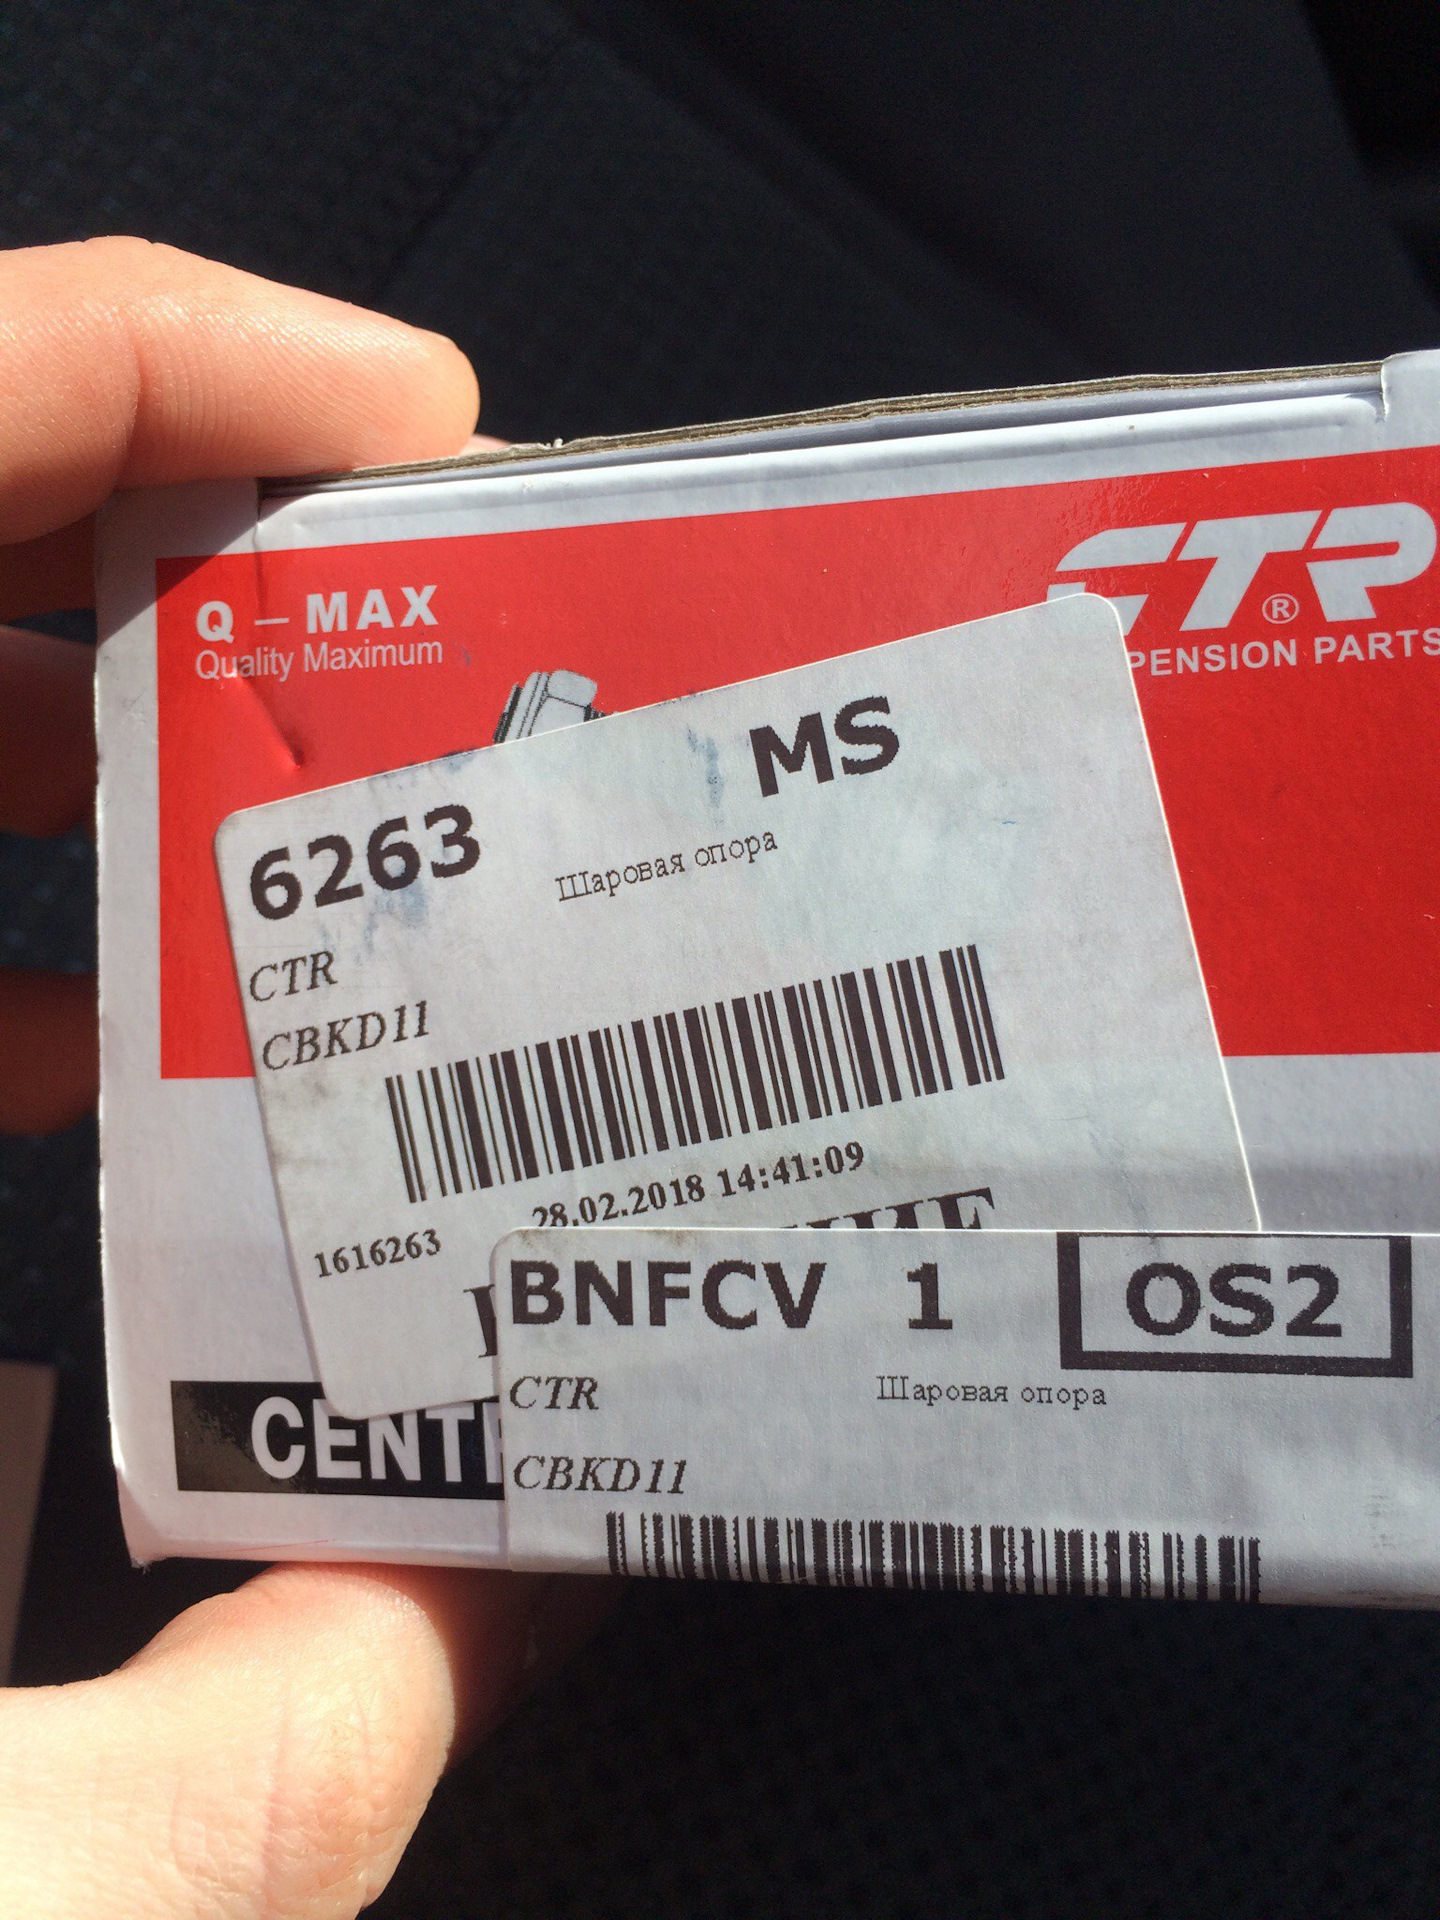 Q – MAX
Quality Maximum
CTR®
PENSION PARTS
MS
6263
Шаровая опора
CTR
CBKD11
28.02.2018 14:41:09
1616263
BNFCV 1 OS2
CTR
Шаровая опора
CBKD11
CENT